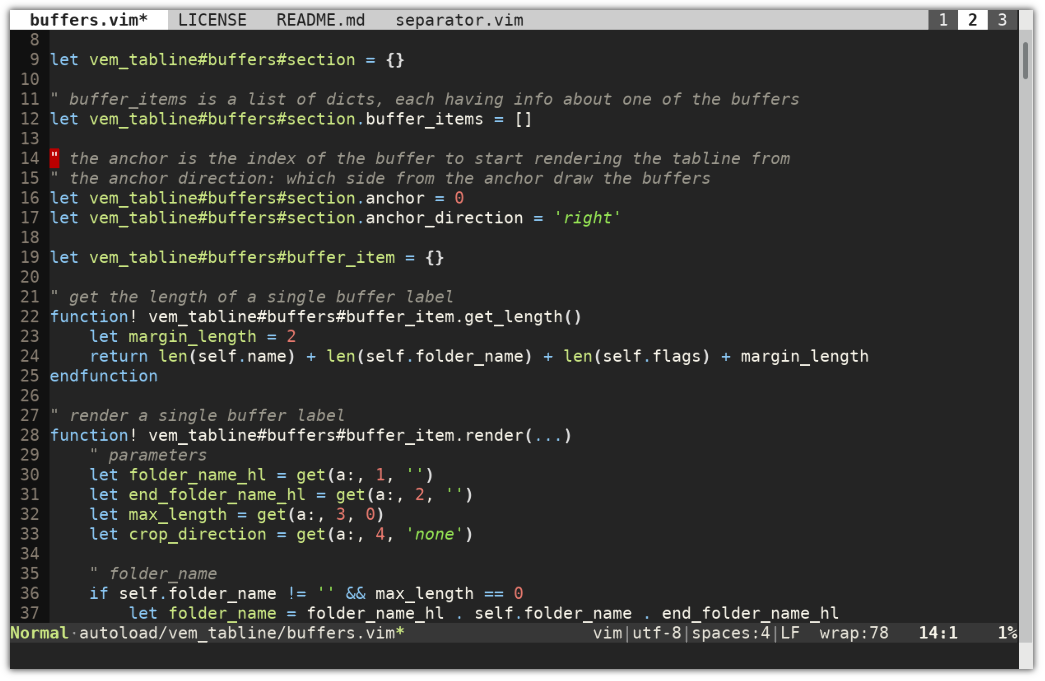 buffers.vim* LICENSE README.md separator.vim 1 2 3
8
9 let vem_tabline#buffers#section = {}
10
11 " buffer_items is a list of dicts, each having info about one of the buffers
12 let vem_tabline#buffers#section.buffer_items = []
13
14 " the anchor is the index of the buffer to start rendering the tabline from
15 " the anchor direction: which side from the anchor draw the buffers
16 let vem_tabline#buffers#section.anchor = 0
17 let vem_tabline#buffers#section.anchor_direction = 'right'
18
19 let vem_tabline#buffers#buffer_item = {}
20
21 " get the length of a single buffer label
22 function! vem_tabline#buffers#buffer_item.get_length()
23     let margin_length = 2
24     return len(self.name) + len(self.folder_name) + len(self.flags) + margin_length
25 endfunction
26
27 " render a single buffer label
28 function! vem_tabline#buffers#buffer_item.render(...)
29     " parameters
30     let folder_name_hl = get(a:, 1, '')
31     let end_folder_name_hl = get(a:, 2, '')
32     let max_length = get(a:, 3, 0)
33     let crop_direction = get(a:, 4, 'none')
34
35     " folder_name
36     if self.folder_name != '' && max_length == 0
37         let folder_name = folder_name_hl . self.folder_name . end_folder_name_hl
Normal·autoload/vem_tabline/buffers.vim* vim|utf-8|spaces:4|LF wrap:78 14:1 1%